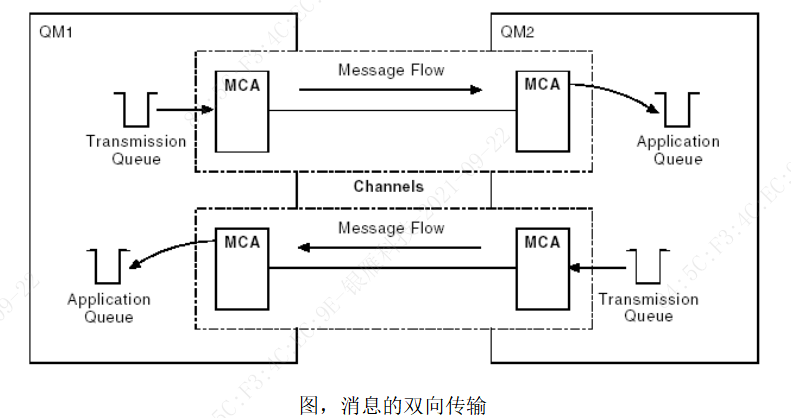 QM1
QM2
MCA
Message Flow
MCA
Transmission
Queue
Application
Queue
Channels
MCA
Message Flow
MCA
Application
Queue
Transmission
Queue
图，消息的双向传输